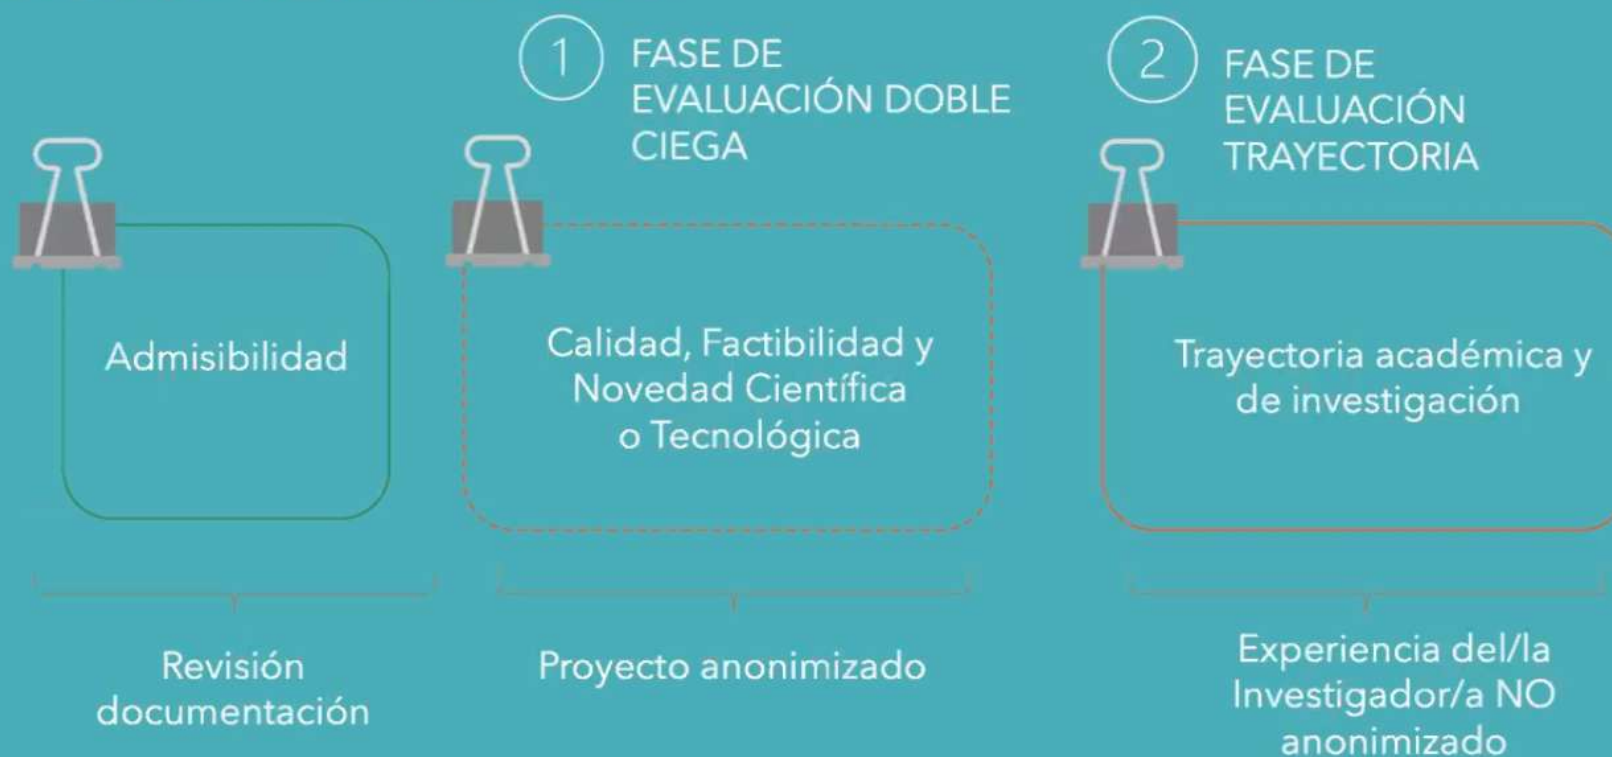 1
FASE DE
EVALUACIÓN DOBLE
CIEGA
2
FASE DE
EVALUACIÓN
TRAYECTORIA
Admisibilidad
Calidad, Factibilidad y
Novedad Científica
o Tecnológica
Trayectoria académica y
de investigación
Revisión
documentación
Proyecto anonimizado
Experiencia del/la
Investigador/a NO
anonimizado